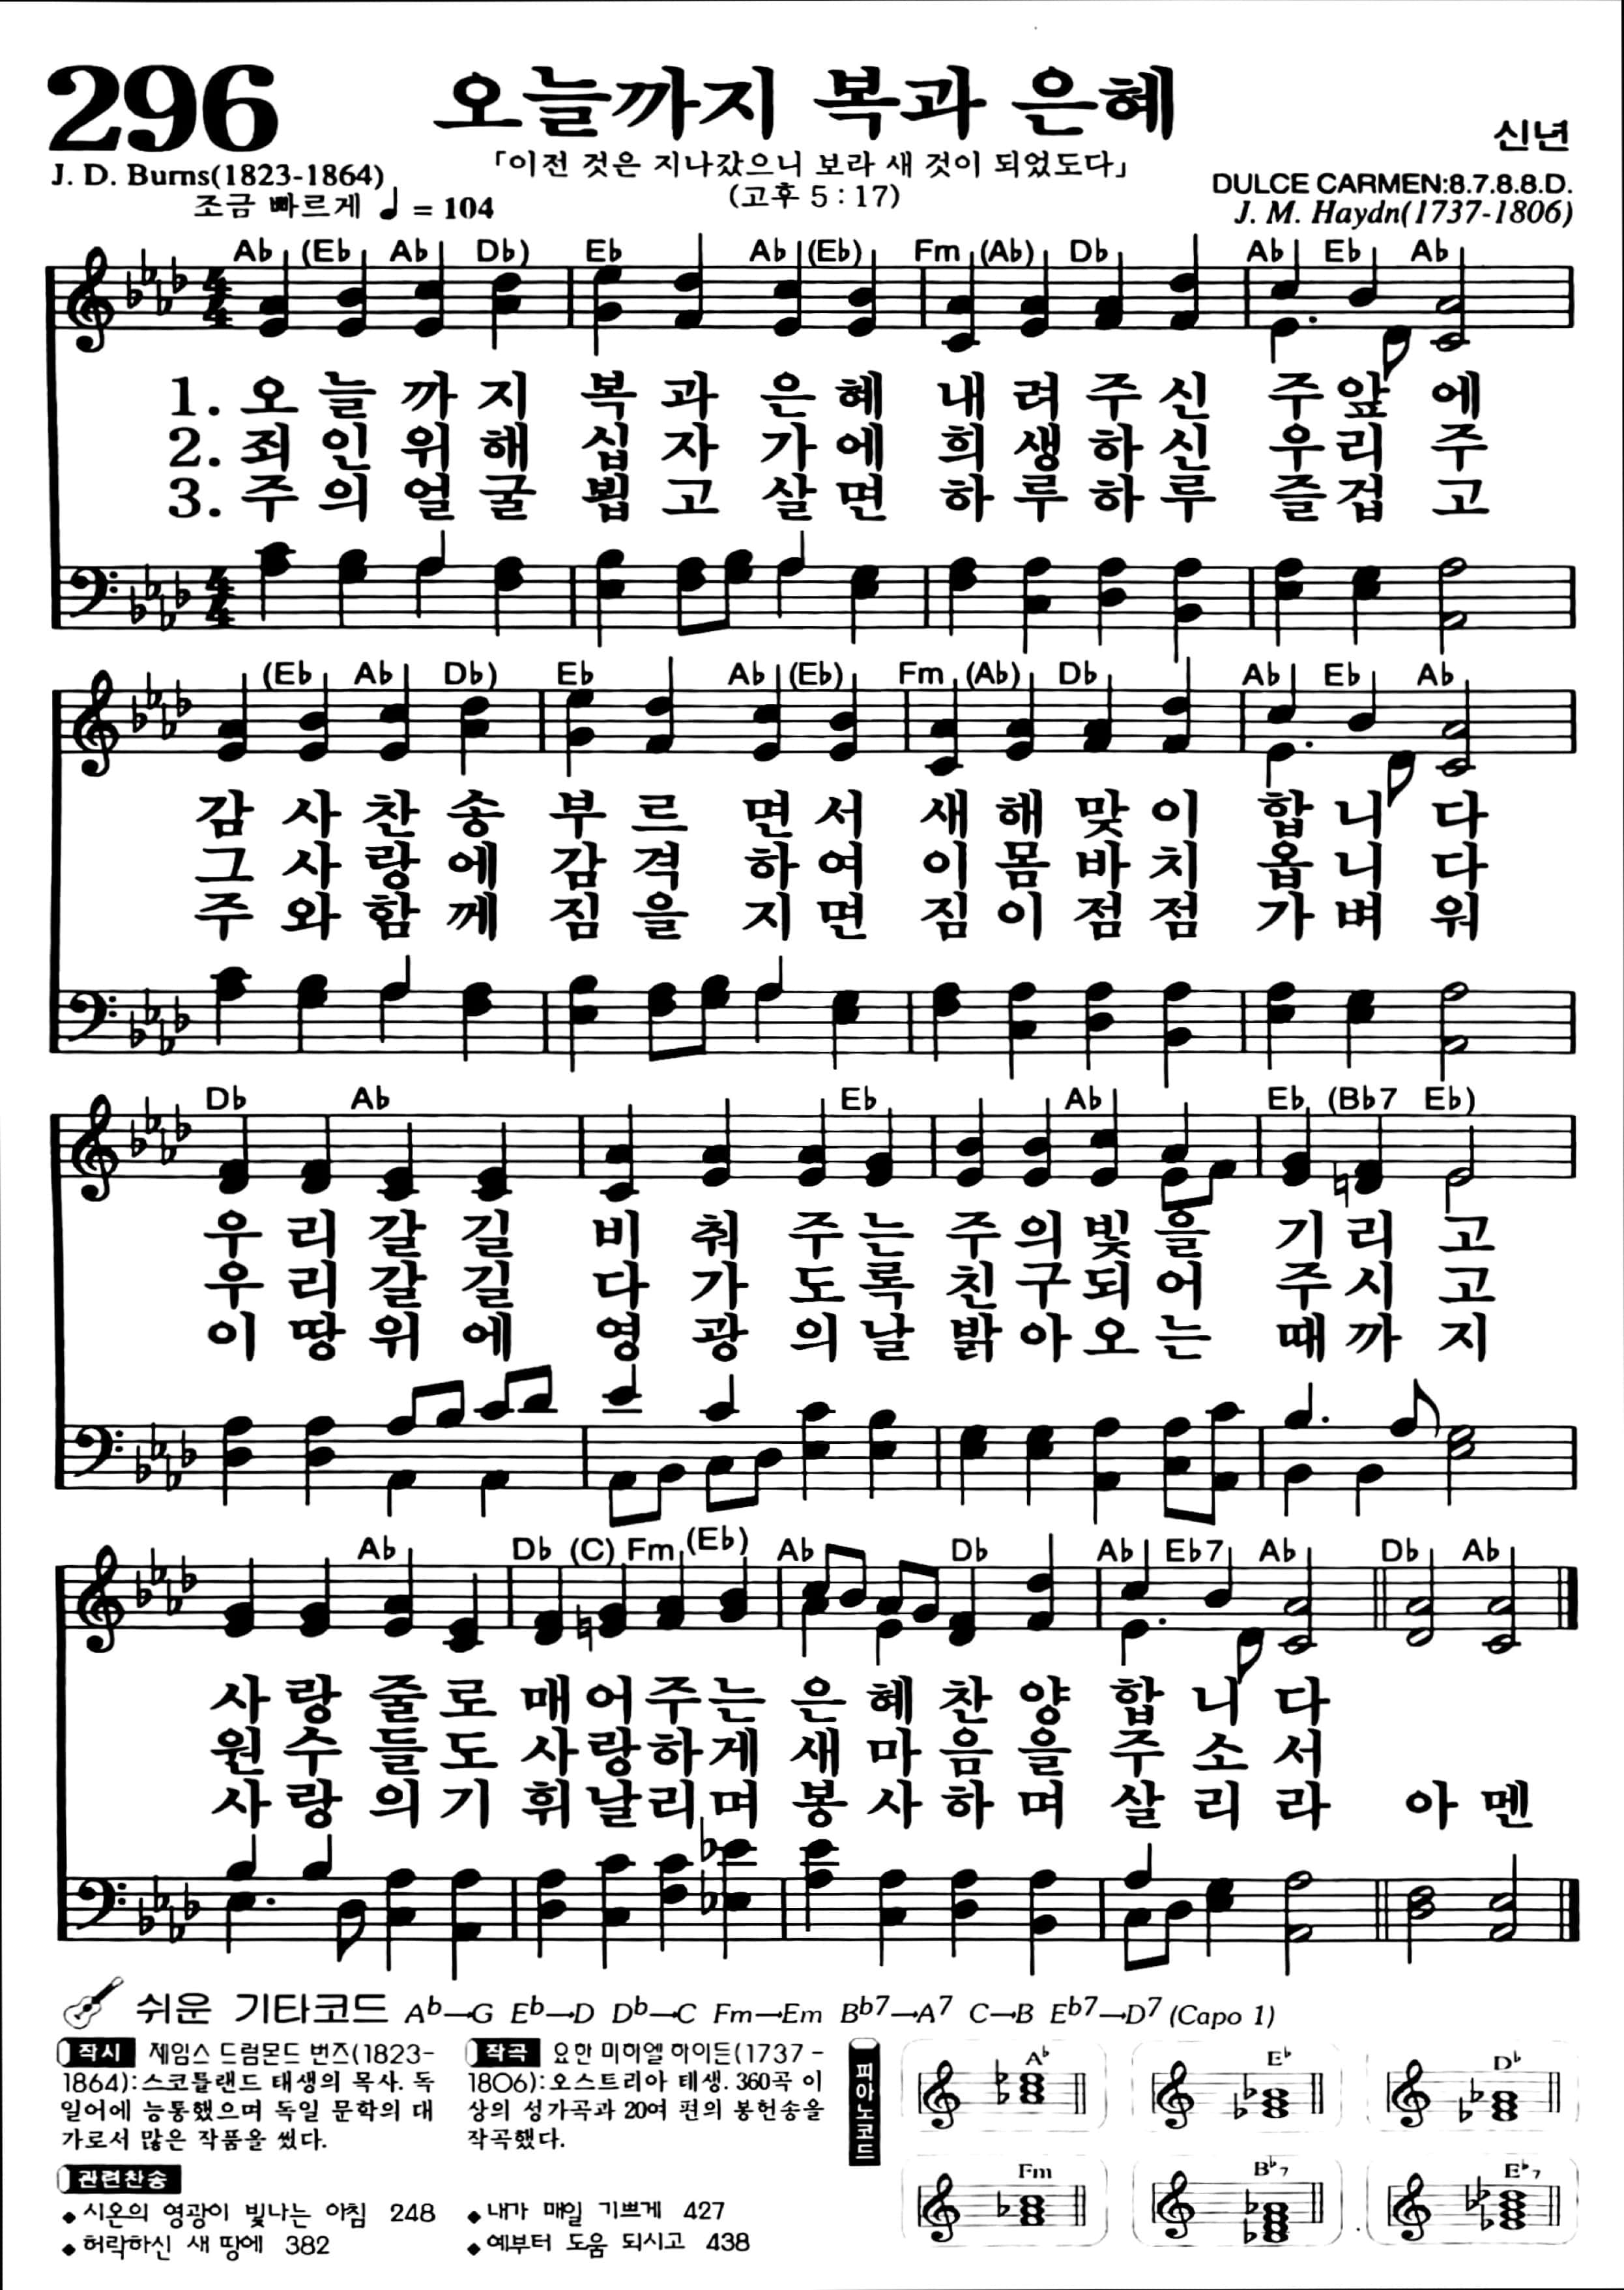 296
오늘까지 복과 은혜
신년
「이전 것은 지나갔으니 보라 새 것이 되었도다」
(고후 5 : 17)
J. D. Burns(1823-1864)
조금 빠르게 ♩ = 104
DULCE CARMEN:8.7.8.8.D.
J. M. Haydn(1737-1806)
Ab (Eb Ab Db) Eb Ab (Eb) Fm (Ab) Db Ab Eb Ab
1. 오늘까지 복과 은혜 내려주신 주앞에
2. 죄인위해 십자가에 희생하신 우리주
3. 주의얼굴 뵙고살면 하루하루 즐겁고
(Eb Ab Db) Eb Ab (Eb) Fm (Ab) Db Ab Eb Ab
감사찬송 부르면서 새해맞이 합니다
그사랑에 감격하여 이몸바치 옵니다
주와함께 짐을지면 짐이점점 가벼워
Db Ab Eb Ab Eb (Bb7 Eb)
우리갈길 비춰주는 주의빛을 기리고
우리갈길 다가도록 친구되어 주시고
이땅위에 영광의날 밝아오는 때까지
Ab Db (C) Fm (Eb) Ab Db Ab Eb7 Ab Db Ab
사랑줄로 매어주는 은혜찬양 합니다
원수들도 사랑하게 새마음을 주소서
사랑의기 휘날리며 봉사하며 살리라 아멘
쉬운 기타코드 Ab→G Eb→D Db→C Fm→Em Bb7→A7 C→B Eb7→D7 (Capo 1)
작시 제임스 드럼몬드 번즈(1823-
1864):스코틀랜드 태생의 목사. 독
일어에 능통했으며 독일 문학의 대
가로서 많은 작품을 썼다.
작곡 요한 미하엘 하이든(1737-
1806):오스트리아 태생. 360곡 이
상의 성가곡과 20여 편의 봉헌송을
작곡했다.
관련찬송
◆시온의 영광이 빛나는 아침 248
◆허락하신 새 땅에 382
◆내가 매일 기쁘게 427
◆예부터 도움 되시고 438
피아노코드
Ab Eb Db
Fm Bb7 Eb7